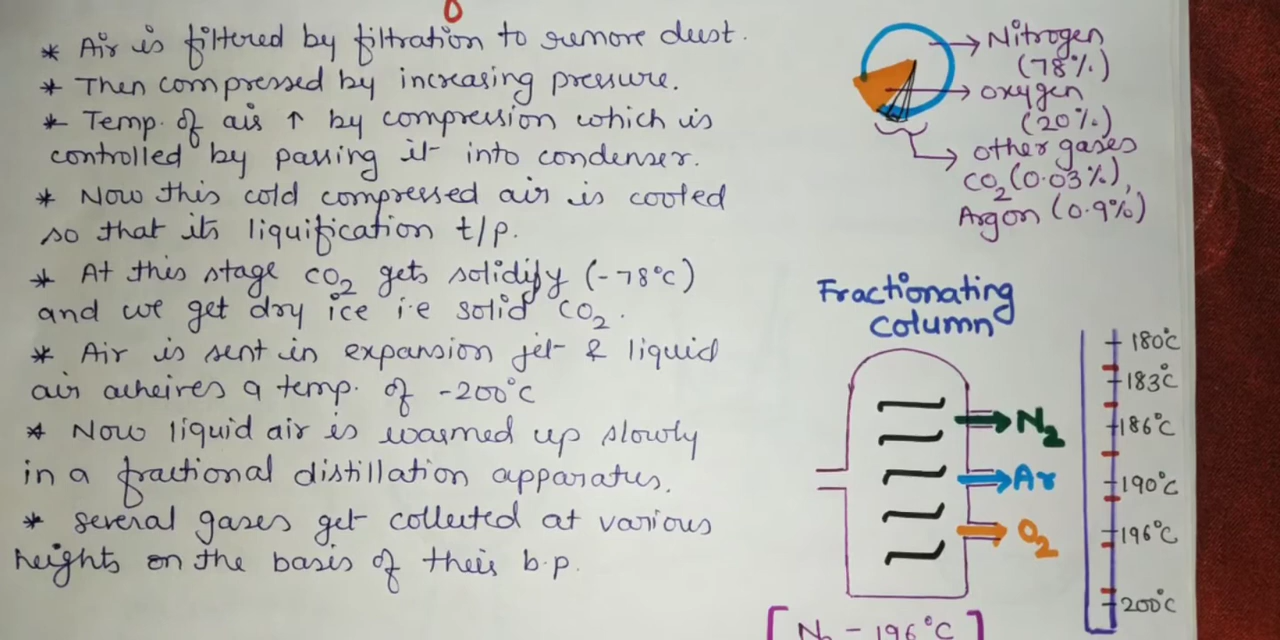 * Air is filtered by filtration to remove dust.
* Then compressed by increasing pressure.
* Temp. of air ↑ by compression which is
controlled by passing it into condenser.
* Now this cold compressed air is cooled
so that its liquification t/p.
* At this stage CO₂ gets solidify (-78°C)
and we get dry ice i.e solid CO₂.
* Air is sent in expansion jet & liquid
air acheives a temp. of -200°C
* Now liquid air is warmed up slowly
in a fractional distillation apparatus.
* Several gases get collected at various
heights on the basis of their b.p.
Nitrogen
(78%)
oxygen
(20%)
other gases
CO₂ (0.03%),
Argon (0.9%)
Fractionating
column
N₂
Ar
O₂
180°C
183°C
186°C
190°C
196°C
200°C
[N₂ - 196°C]